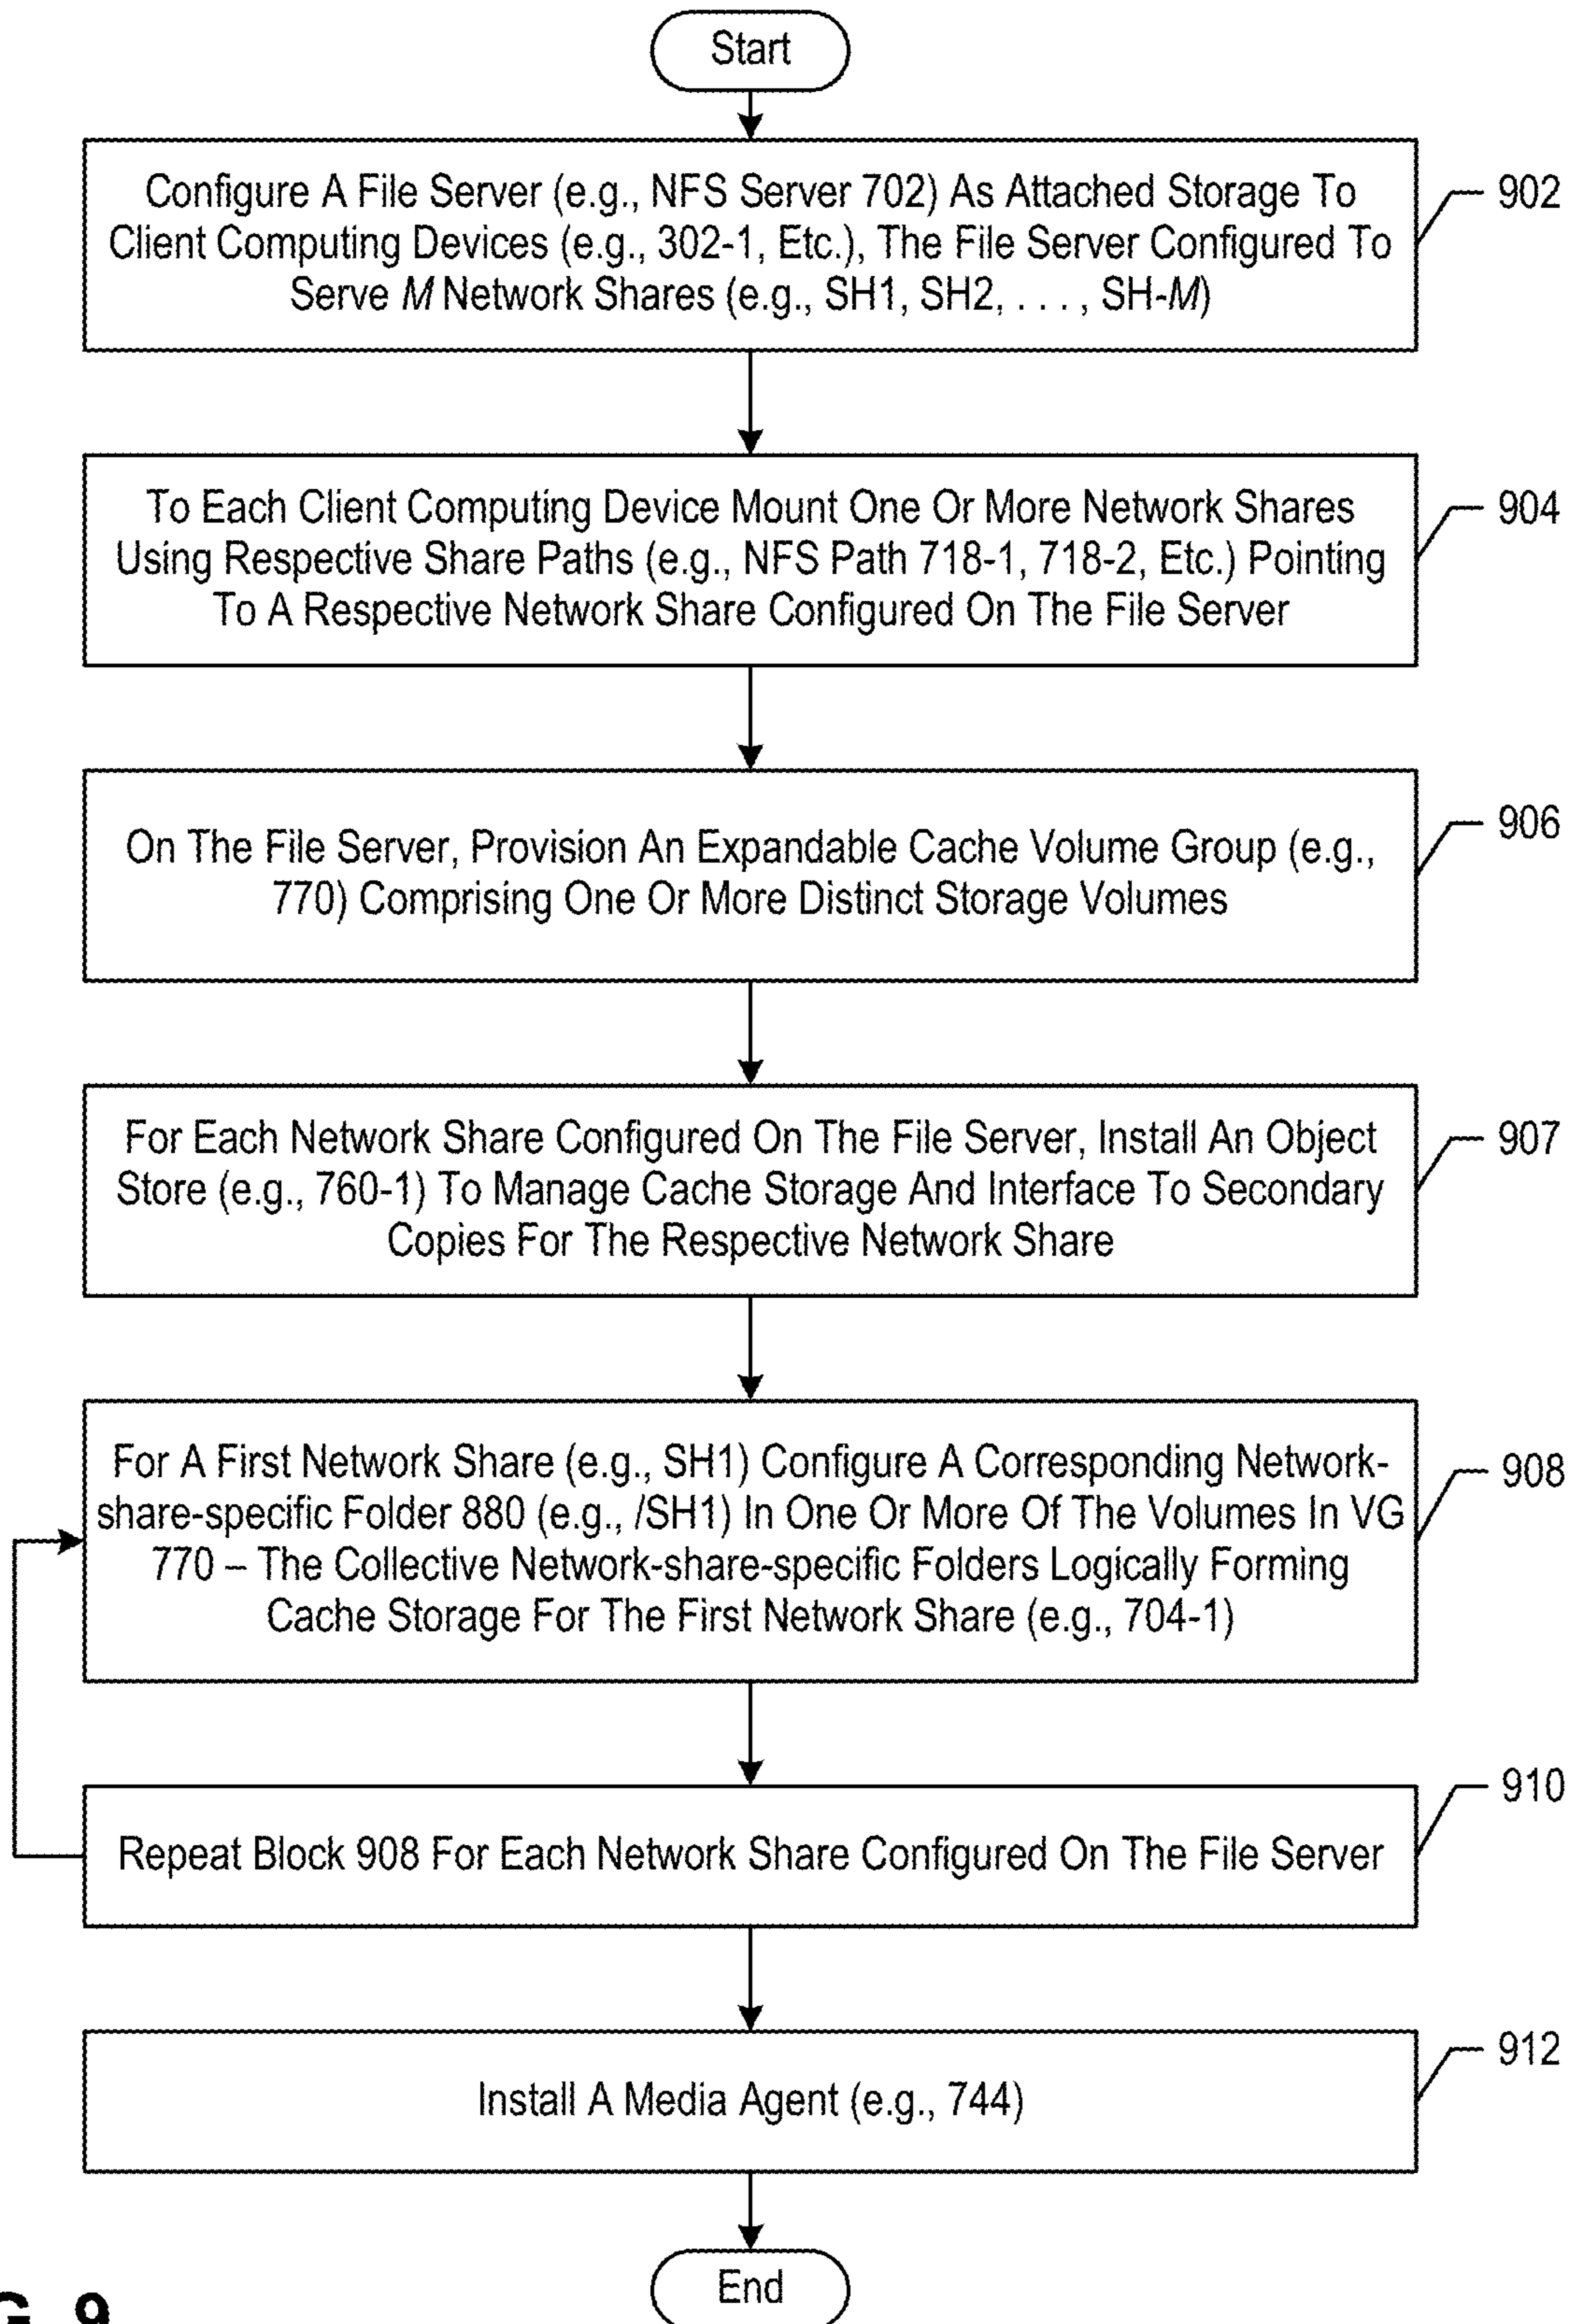 Start
Configure A File Server (e.g., NFS Server 702) As Attached Storage To
Client Computing Devices (e.g., 302-1, Etc.), The File Server Configured To
Serve M Network Shares (e.g., SH1, SH2, . . . , SH-M)
902
To Each Client Computing Device Mount One Or More Network Shares
Using Respective Share Paths (e.g., NFS Path 718-1, 718-2, Etc.) Pointing
To A Respective Network Share Configured On The File Server
904
On The File Server, Provision An Expandable Cache Volume Group (e.g.,
770) Comprising One Or More Distinct Storage Volumes
906
For Each Network Share Configured On The File Server, Install An Object
Store (e.g., 760-1) To Manage Cache Storage And Interface To Secondary
Copies For The Respective Network Share
907
For A First Network Share (e.g., SH1) Configure A Corresponding Network-
share-specific Folder 880 (e.g., /SH1) In One Or More Of The Volumes In VG
770 – The Collective Network-share-specific Folders Logically Forming
Cache Storage For The First Network Share (e.g., 704-1)
908
Repeat Block 908 For Each Network Share Configured On The File Server
910
Install A Media Agent (e.g., 744)
912
End
9